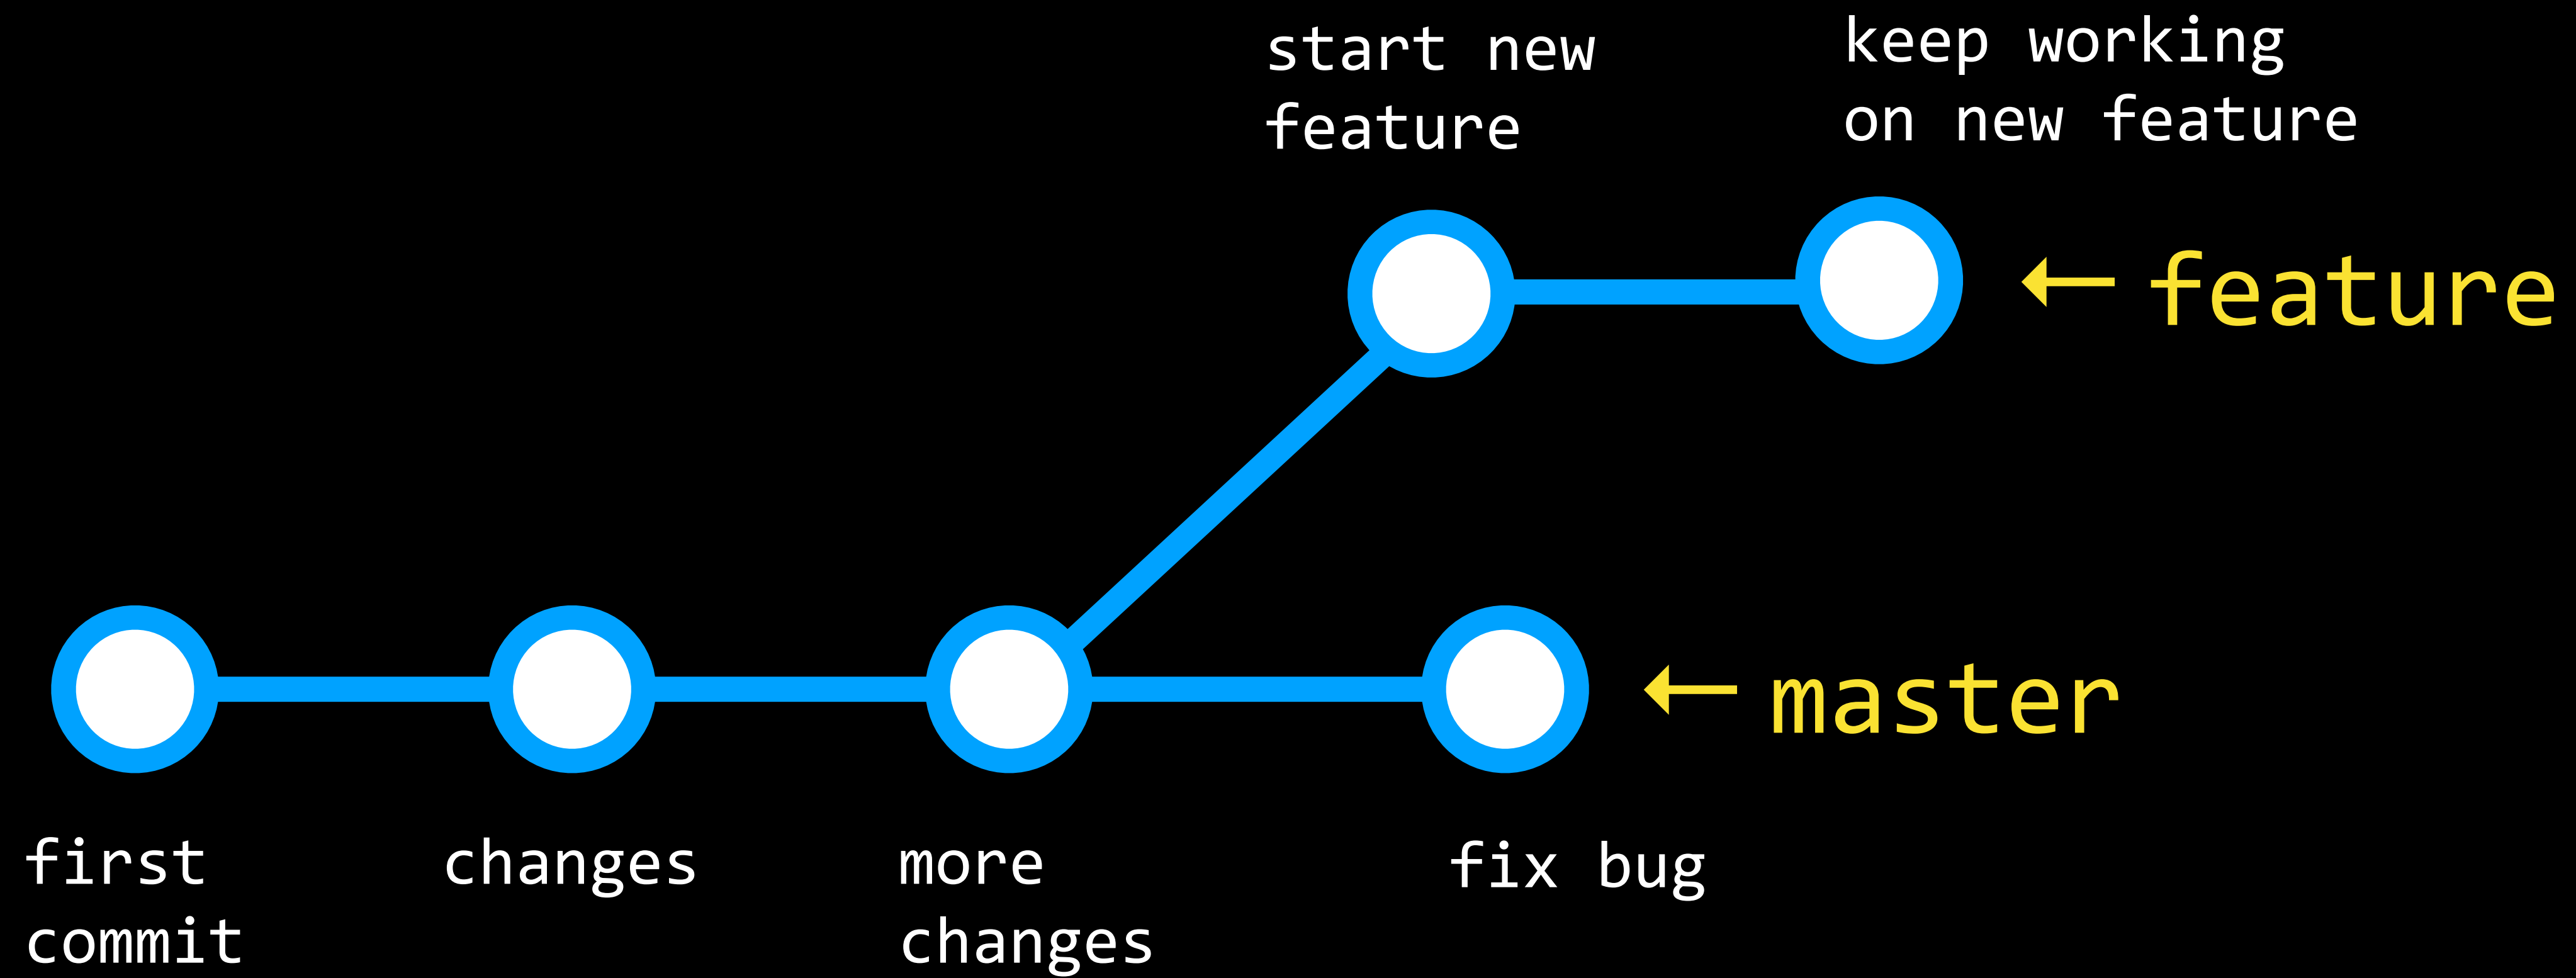 start new
feature
keep working
on new feature
← feature
← master
first
commit
changes
more
changes
fix bug